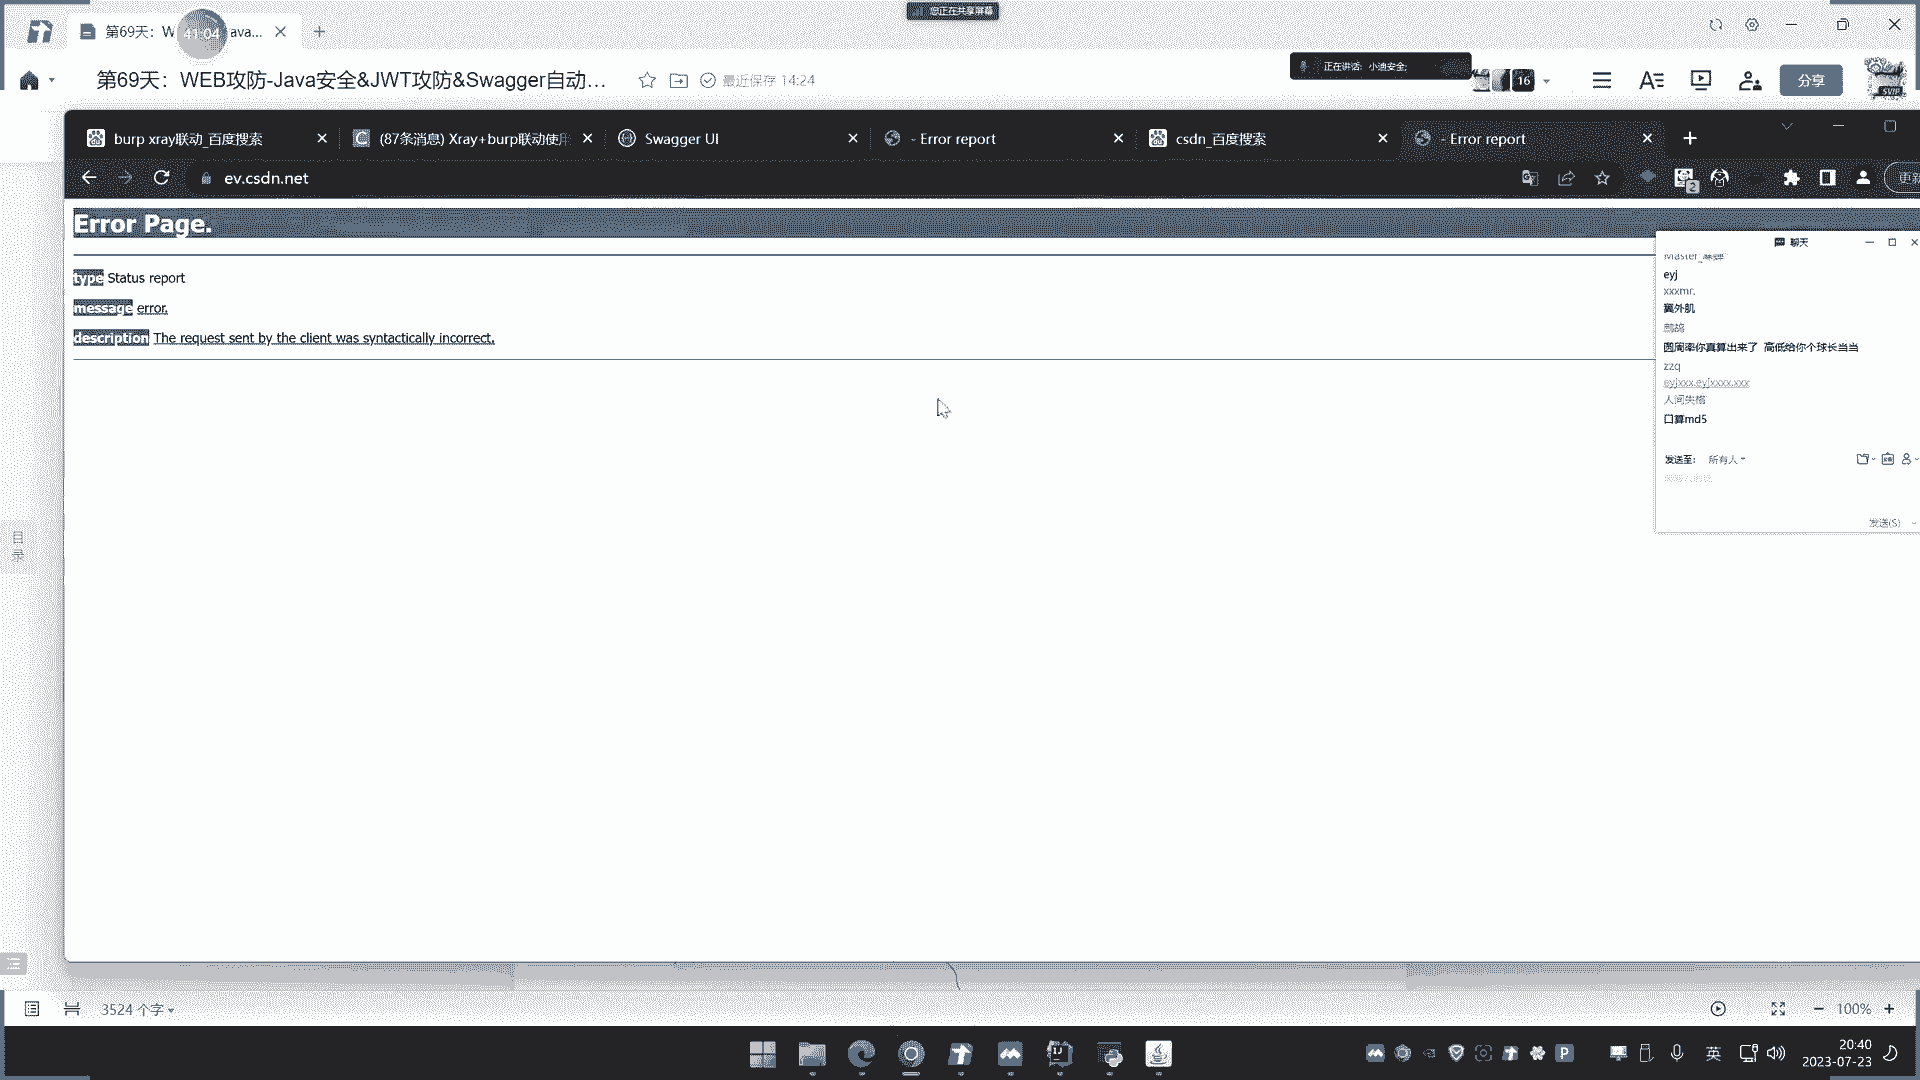 您正在共享屏幕
第69天：W
41:04
ava...
第69天：WEB攻防-Java安全&JWT攻防&Swagger自动...
最近保存 14:24
正在讲话: 小迪安全;
16
分享
SVIP
burp xray联动_百度搜索
(87条消息) Xray+burp联动使用
Swagger UI
- Error report
csdn_百度搜索
- Error report
ev.csdn.net
2
更新
Error Page.
type Status report
message error.
description The request sent by the client was syntactically incorrect.
聊天
eyj
xxxmr.
翼外肌
鹧鸪
圆周率你真算出来了 高低给你个球长当当
zzq
eyjxxx.eyjxxxx.xxx
人间失格
口算md5
发送至: 所有人
发送(S)
目录
3524 个字
100%
英
20:40
2023-07-23